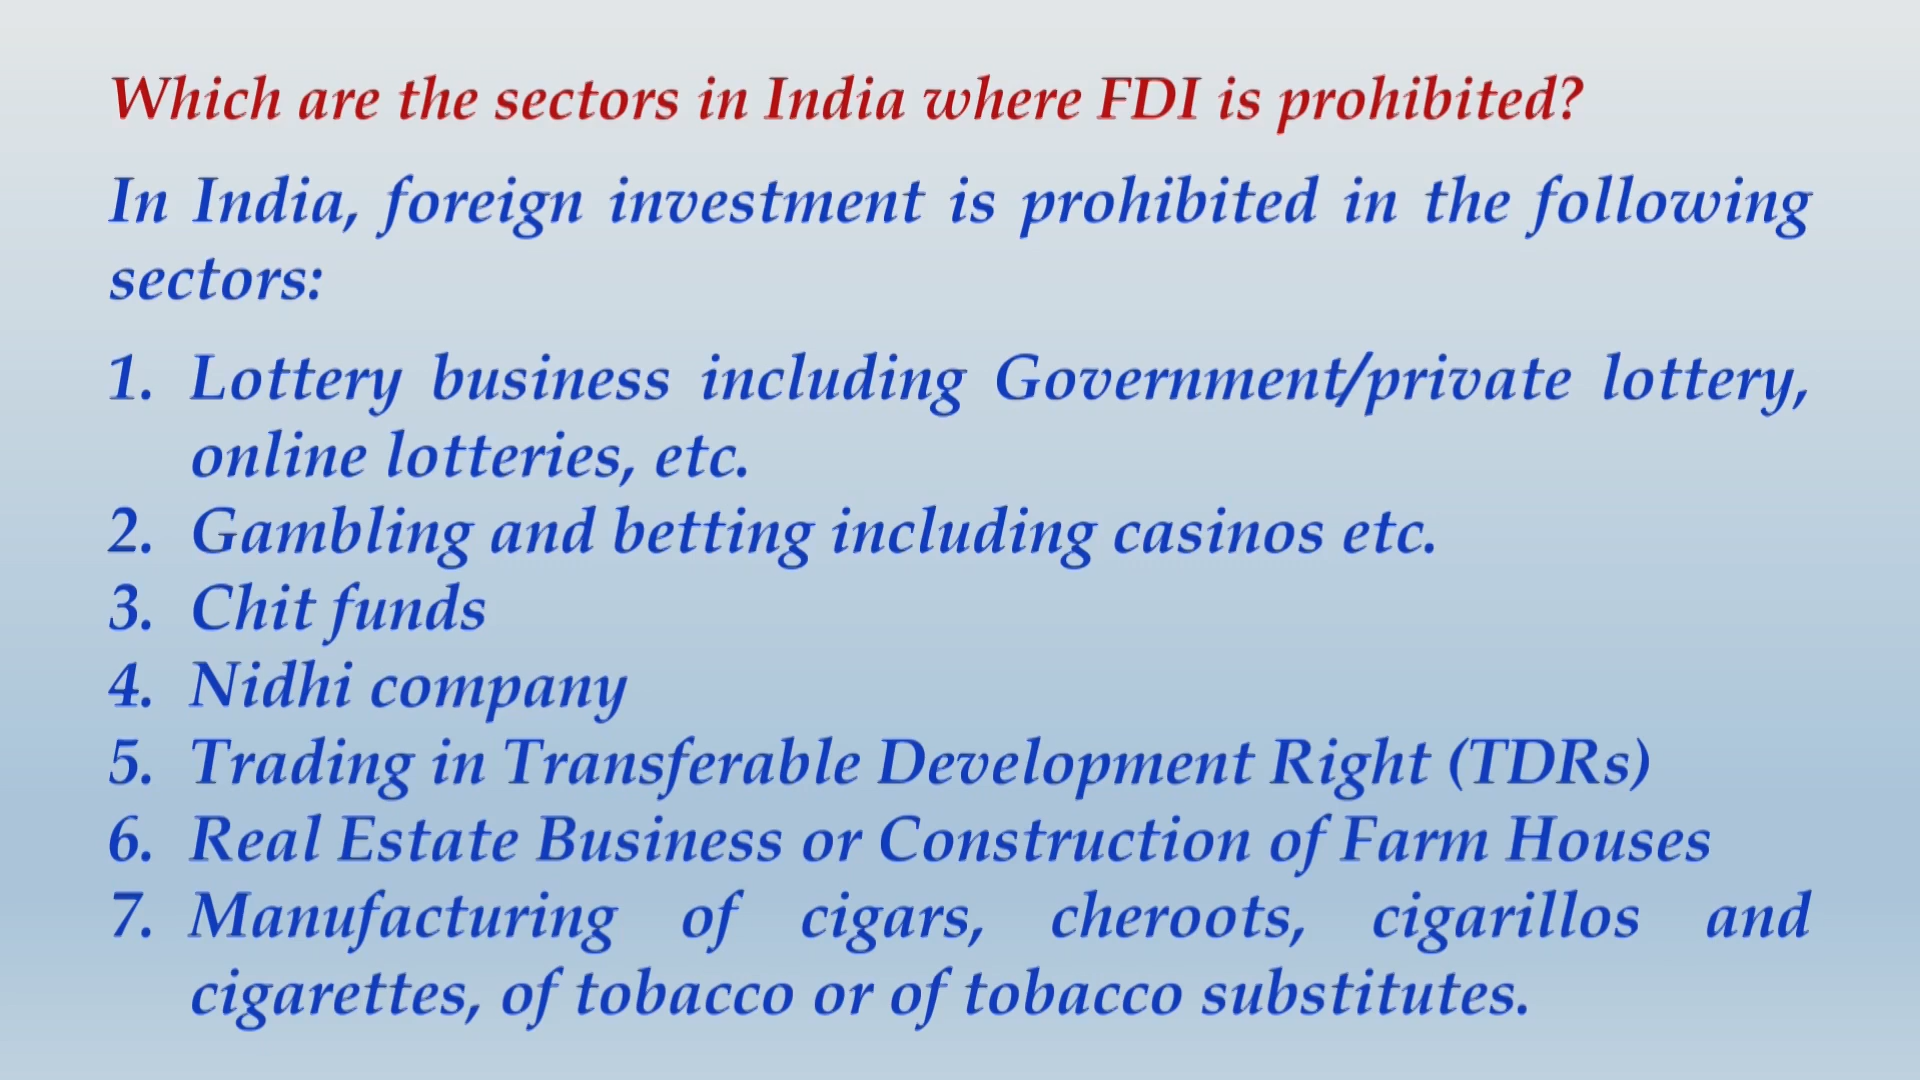 Which are the sectors in India where FDI is prohibited?
In India, foreign investment is prohibited in the following
sectors:
1. Lottery business including Government/private lottery,
online lotteries, etc.
2. Gambling and betting including casinos etc.
3. Chit funds
4. Nidhi company
5. Trading in Transferable Development Right (TDRs)
6. Real Estate Business or Construction of Farm Houses
7. Manufacturing of cigars, cheroots, cigarillos and
cigarettes, of tobacco or of tobacco substitutes.